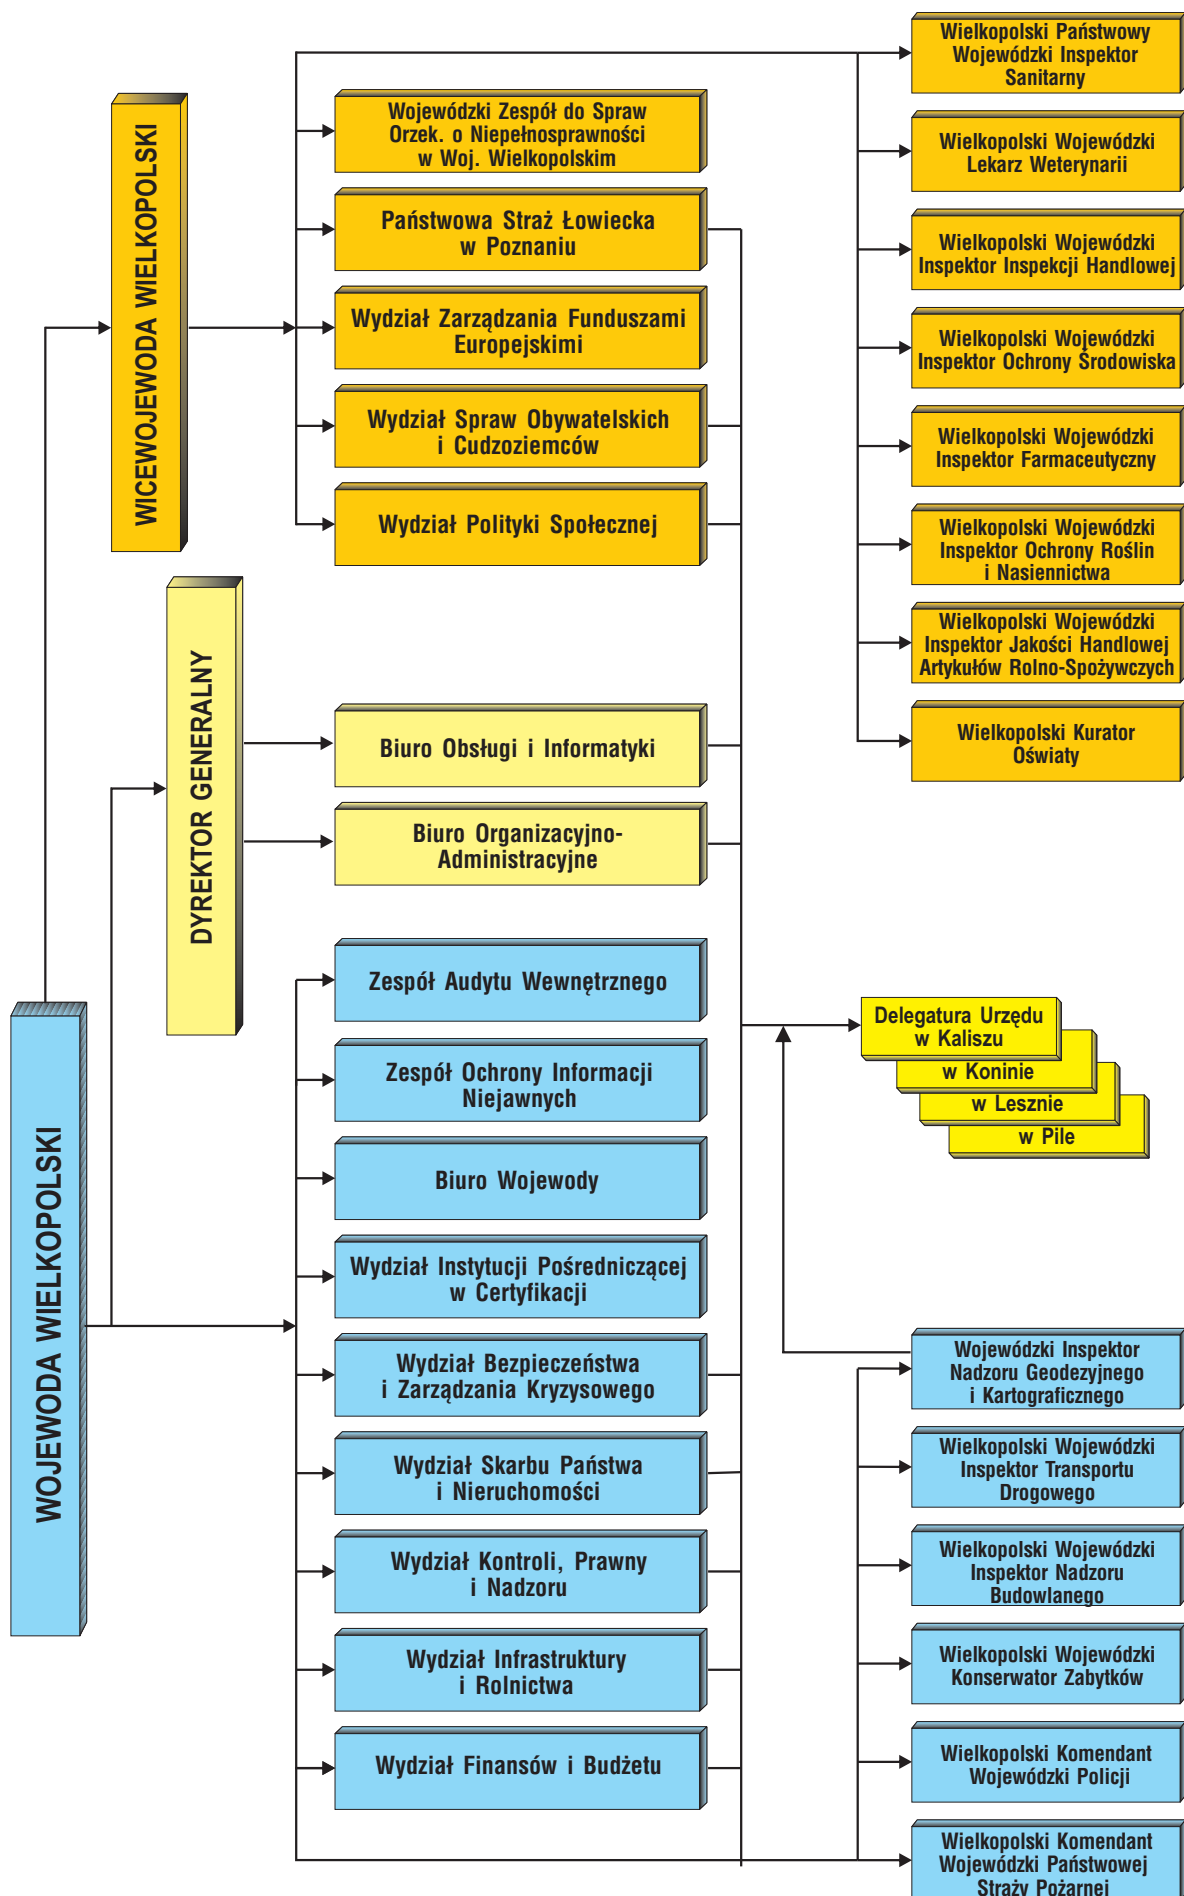 WICEWOJEWODA WIELKOPOLSKI
Wojewódzki Zespół do Spraw
Orzek. o Niepełnosprawności
w Woj. Wielkopolskim
Państwowa Straż Łowiecka
w Poznaniu
Wydział Zarządzania Funduszami
Europejskimi
Wydział Spraw Obywatelskich
i Cudzoziemców
Wydział Polityki Społecznej
Wielkopolski Państwowy
Wojewódzki Inspektor
Sanitarny
Wielkopolski Wojewódzki
Lekarz Weterynarii
Wielkopolski Wojewódzki
Inspektor Inspekcji Handlowej
Wielkopolski Wojewódzki
Inspektor Ochrony Środowiska
Wielkopolski Wojewódzki
Inspektor Farmaceutyczny
Wielkopolski Wojewódzki
Inspektor Ochrony Roślin
i Nasiennictwa
Wielkopolski Wojewódzki
Inspektor Jakości Handlowej
Artykułów Rolno-Spożywczych
Wielkopolski Kurator
Oświaty
DYREKTOR GENERALNY
Biuro Obsługi i Informatyki
Biuro Organizacyjno-
Administracyjne
WOJEWODA WIELKOPOLSKI
Zespół Audytu Wewnętrznego
Zespół Ochrony Informacji
Niejawnych
Biuro Wojewody
Wydział Instytucji Pośredniczącej
w Certyfikacji
Wydział Bezpieczeństwa
i Zarządzania Kryzysowego
Wydział Skarbu Państwa
i Nieruchomości
Wydział Kontroli, Prawny
i Nadzoru
Wydział Infrastruktury
i Rolnictwa
Wydział Finansów i Budżetu
Delegatura Urzędu
w Kaliszu
w Koninie
w Lesznie
w Pile
Wojewódzki Inspektor
Nadzoru Geodezyjnego
i Kartograficznego
Wielkopolski Wojewódzki
Inspektor Transportu
Drogowego
Wielkopolski Wojewódzki
Inspektor Nadzoru
Budowlanego
Wielkopolski Wojewódzki
Konserwator Zabytków
Wielkopolski Komendant
Wojewódzki Policji
Wielkopolski Komendant
Wojewódzki Państwowej
Straży Pożarnej